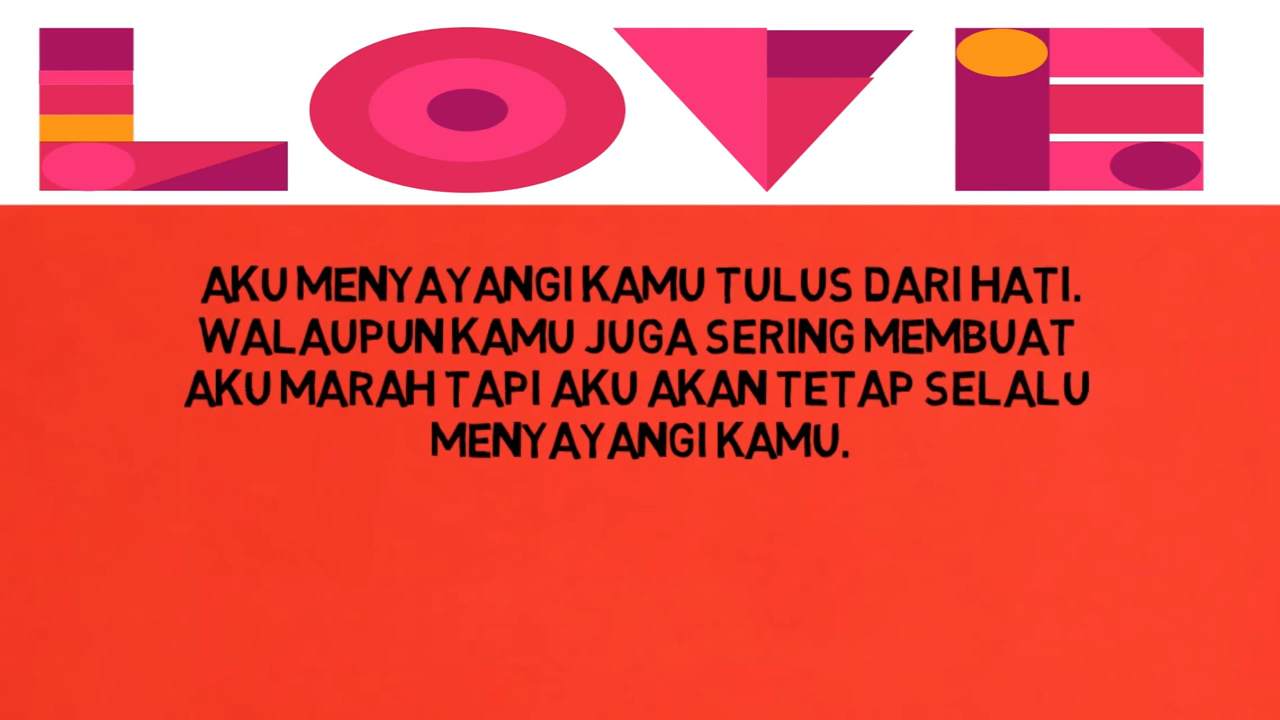 LOVE
AKU MENYAYANGI KAMU TULUS DARI HATI.
WALAUPUN KAMU JUGA SERING MEMBUAT
AKU MARAH TAPI AKU AKAN TETAP SELALU
MENYAYANGI KAMU.